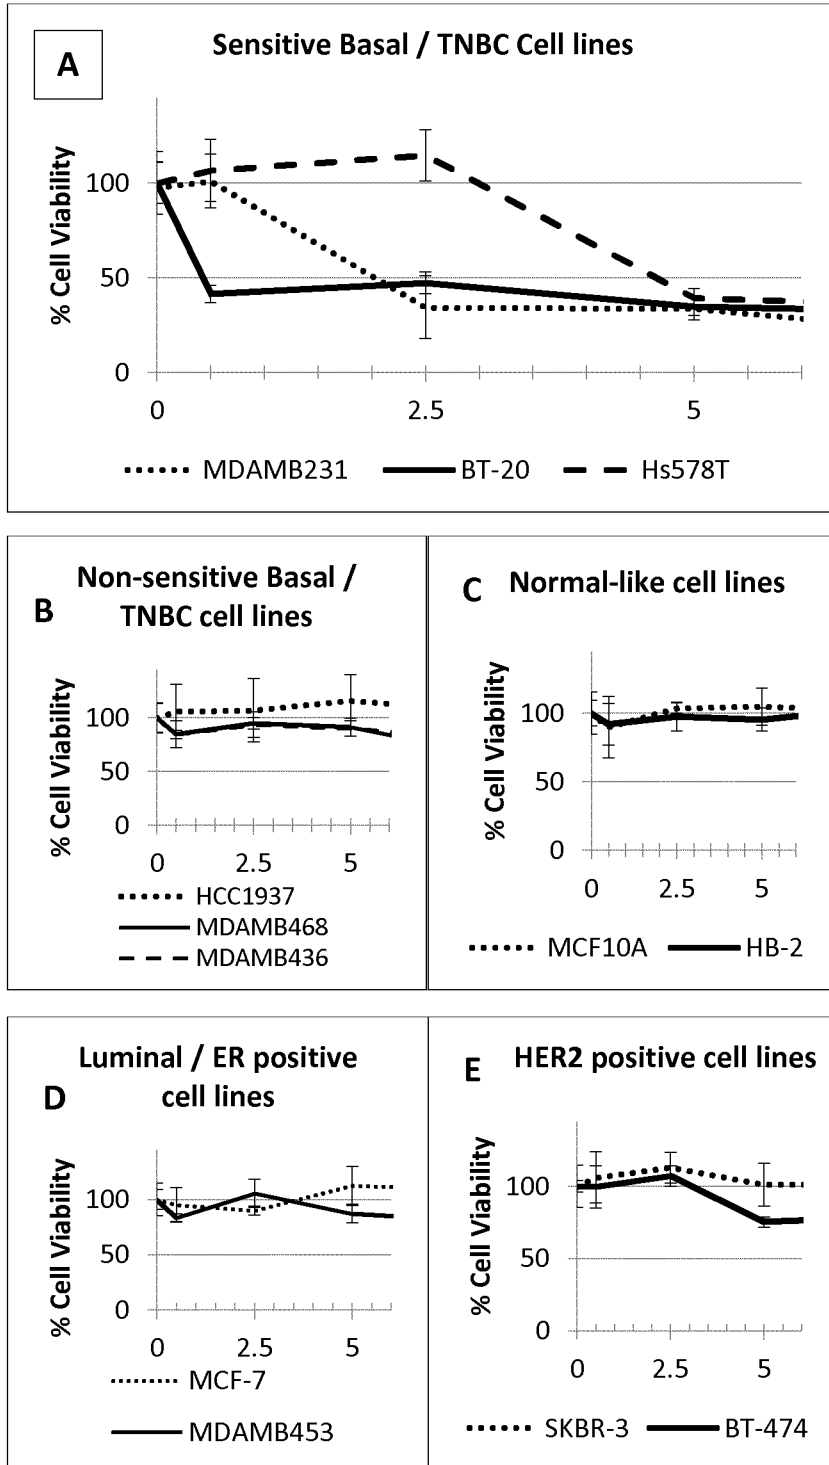 A
Sensitive Basal / TNBC Cell lines
% Cell Viability
100
50
0
0 2.5 5
MDAMB231 BT-20 Hs578T
B
Non-sensitive Basal /
TNBC cell lines
% Cell Viability
100
50
0
0 2.5 5
HCC1937
MDAMB468
MDAMB436
C
Normal-like cell lines
% Cell Viability
100
50
0
0 2.5 5
MCF10A HB-2
D
Luminal / ER positive
cell lines
% Cell Viability
100
50
0
0 2.5 5
MCF-7
MDAMB453
E
HER2 positive cell lines
% Cell Viability
100
50
0
0 2.5 5
SKBR-3 BT-474